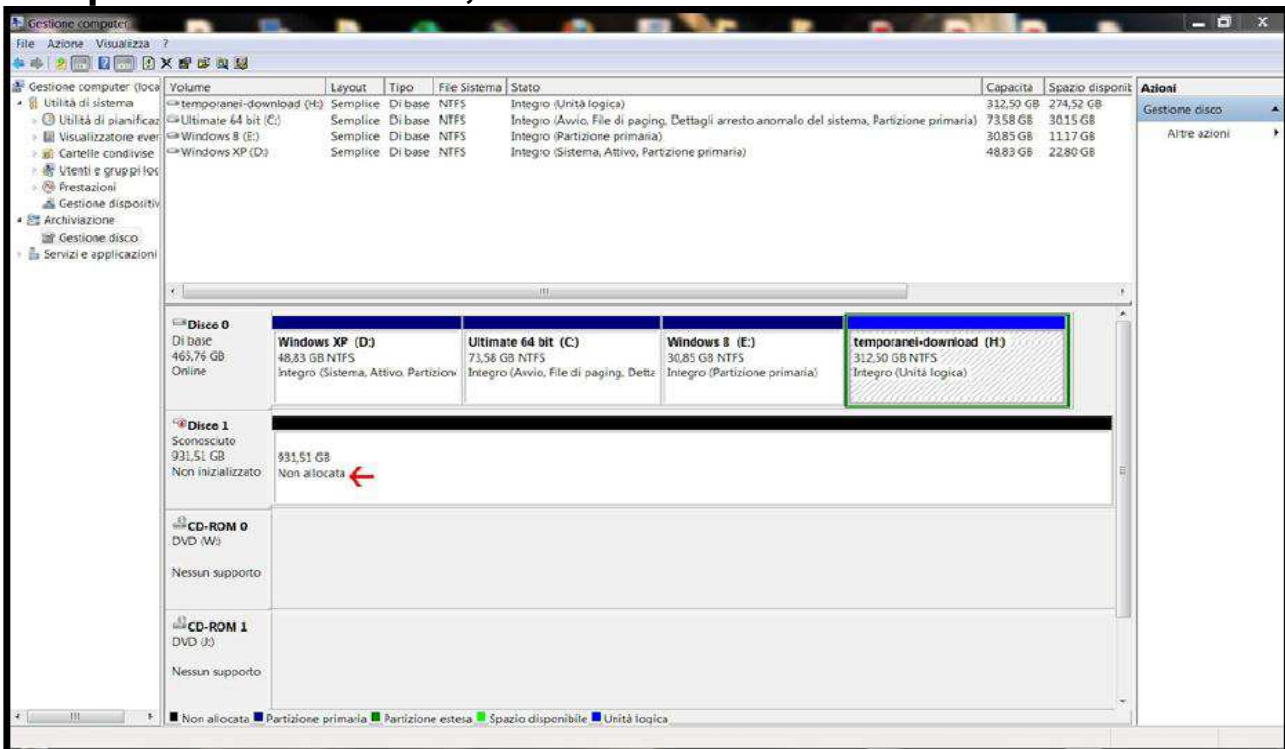 Gestione computer
File Azione Visualizza ?
Gestione computer (loca
Utilità di sistema
Utilità di pianificaz
Visualizzatore ever
Cartelle condivise
Utenti e gruppi loc
Prestazioni
Gestione dispositiv
Archiviazione
Gestione disco
Servizi e applicazioni
Volume Layout Tipo File Sistema Stato Capacità Spazio disponit
temporanei-download (H:) Semplice Di base NTFS Integro (Unità logica) 312,50 GB 274,52 GB
Ultimate 64 bit (C:) Semplice Di base NTFS Integro (Avvio, File di paging, Dettagli arresto anomalo del sistema, Partizione primaria) 73,58 GB 30,15 GB
Windows 8 (E:) Semplice Di base NTFS Integro (Partizione primaria) 30,85 GB 11,17 GB
Windows XP (D:) Semplice Di base NTFS Integro (Sistema, Attivo, Partizione primaria) 48,83 GB 22,80 GB
Azioni
Gestione disco
Altre azioni
Disco 0
Di base
465,76 GB
Online
Windows XP (D:)
48,83 GB NTFS
Integro (Sistema, Attivo, Partizion
Ultimate 64 bit (C:)
73,58 GB NTFS
Integro (Avvio, File di paging, Detta
Windows 8 (E:)
30,85 GB NTFS
Integro (Partizione primaria)
temporanei-download (H:)
312,50 GB NTFS
Integro (Unità logica)
Disco 1
Sconosciuto
931,51 GB
Non inizializzato
931,51 GB
Non allocata
CD-ROM 0
DVD (W:)
Nessun supporto
CD-ROM 1
DVD (J:)
Nessun supporto
Non allocata Partizione primaria Partizione estesa Spazio disponibile Unità logica